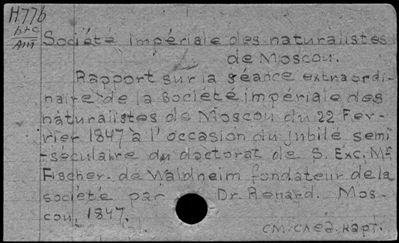 H776
b+c
Am
Société impériale des naturalistes
de Moscou.
Rapport sur la séance extraordi-
naire de la Société impériale des
naturalistes de Moscou du 22 Fev-
rier 1847 à l'occasion du jubilé semi
-séculaire du doctorat de S. Exc. M.
Fischer de Waldheim fondateur de la
société par Dr. Renard. Mos-
cou, 1847.
См. след. карт.